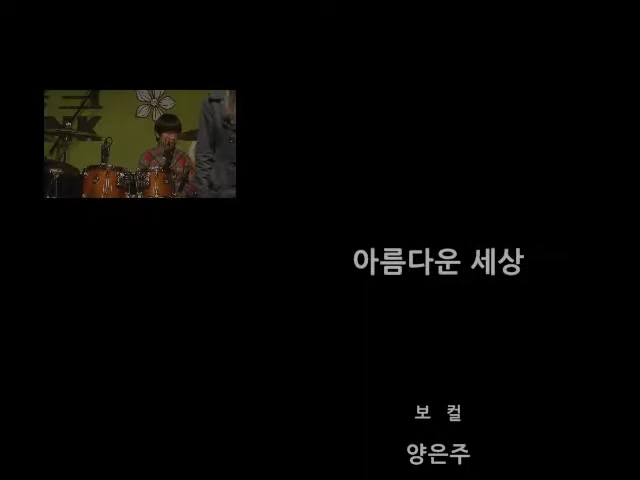 아름다운 세상
보 컬
양은주